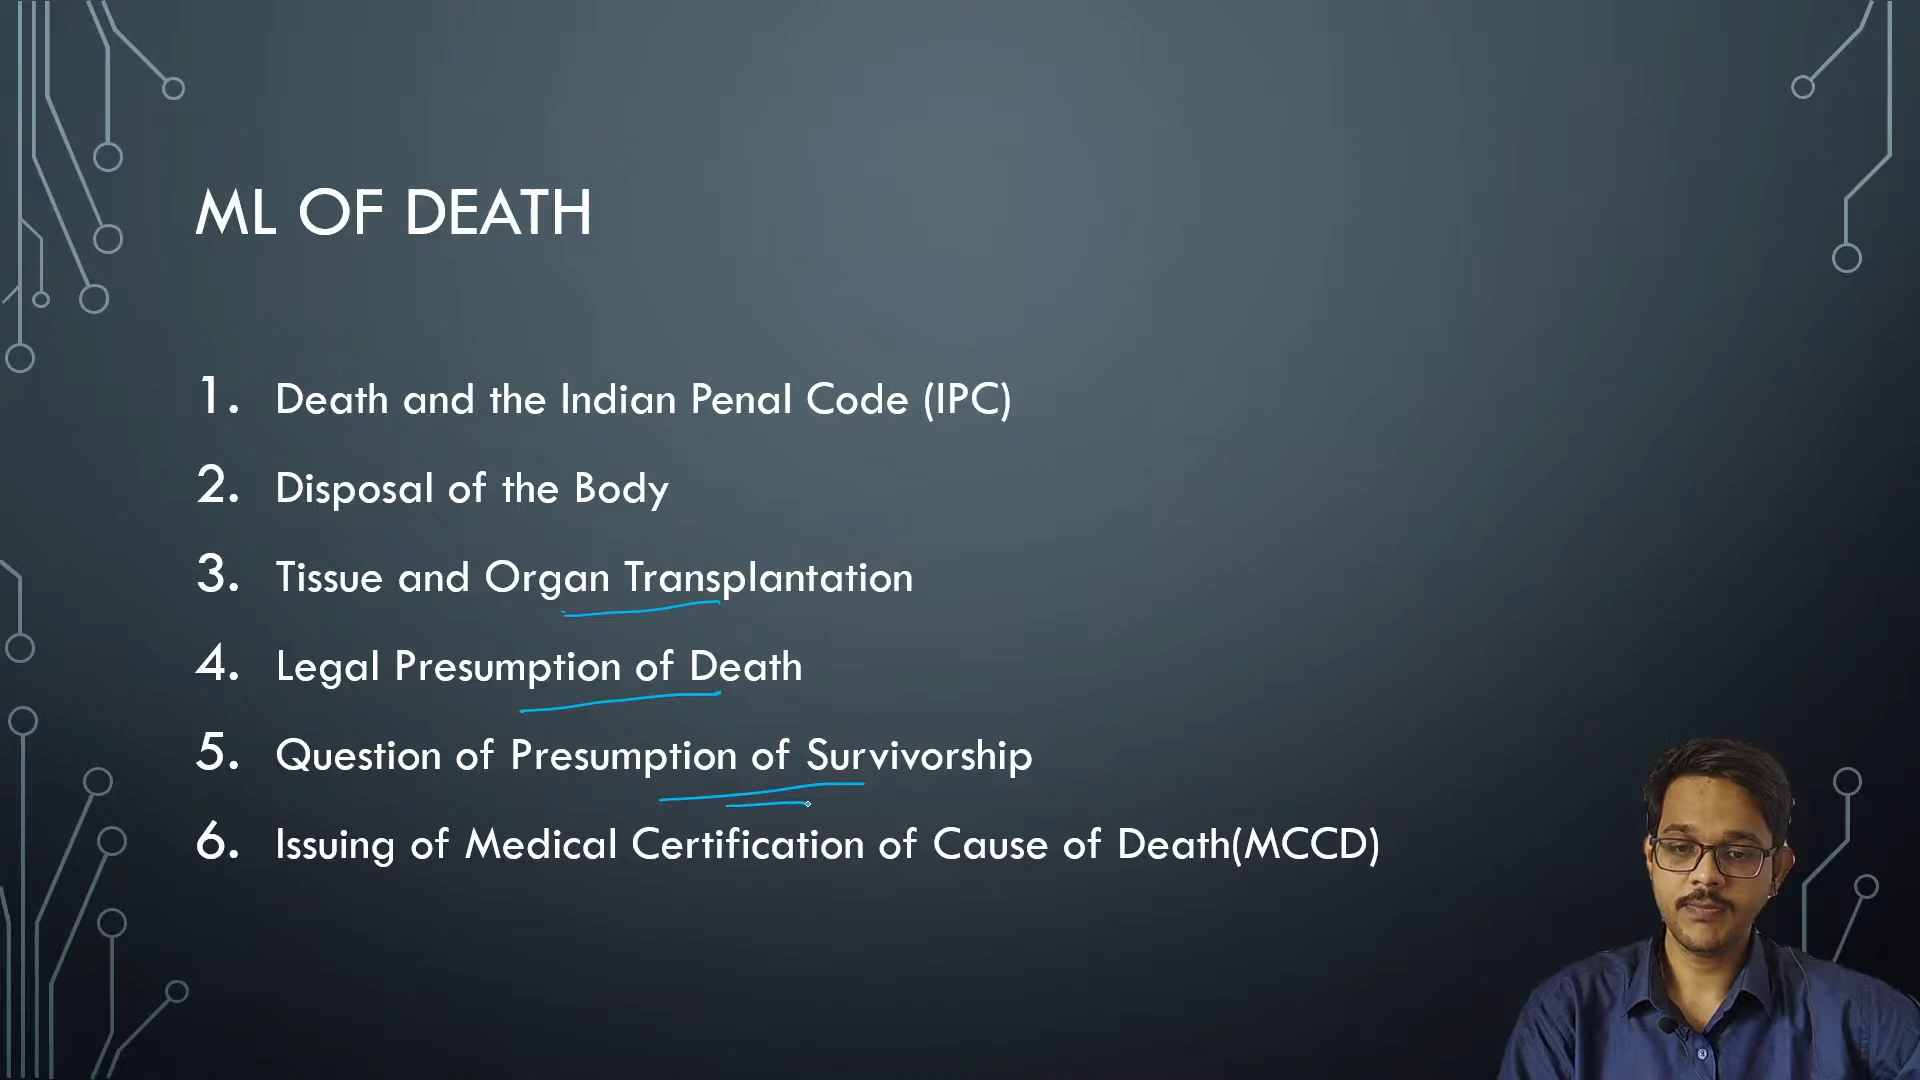 ML OF DEATH
1. Death and the Indian Penal Code (IPC)
2. Disposal of the Body
3. Tissue and Organ Transplantation
4. Legal Presumption of Death
5. Question of Presumption of Survivorship
6. Issuing of Medical Certification of Cause of Death(MCCD)